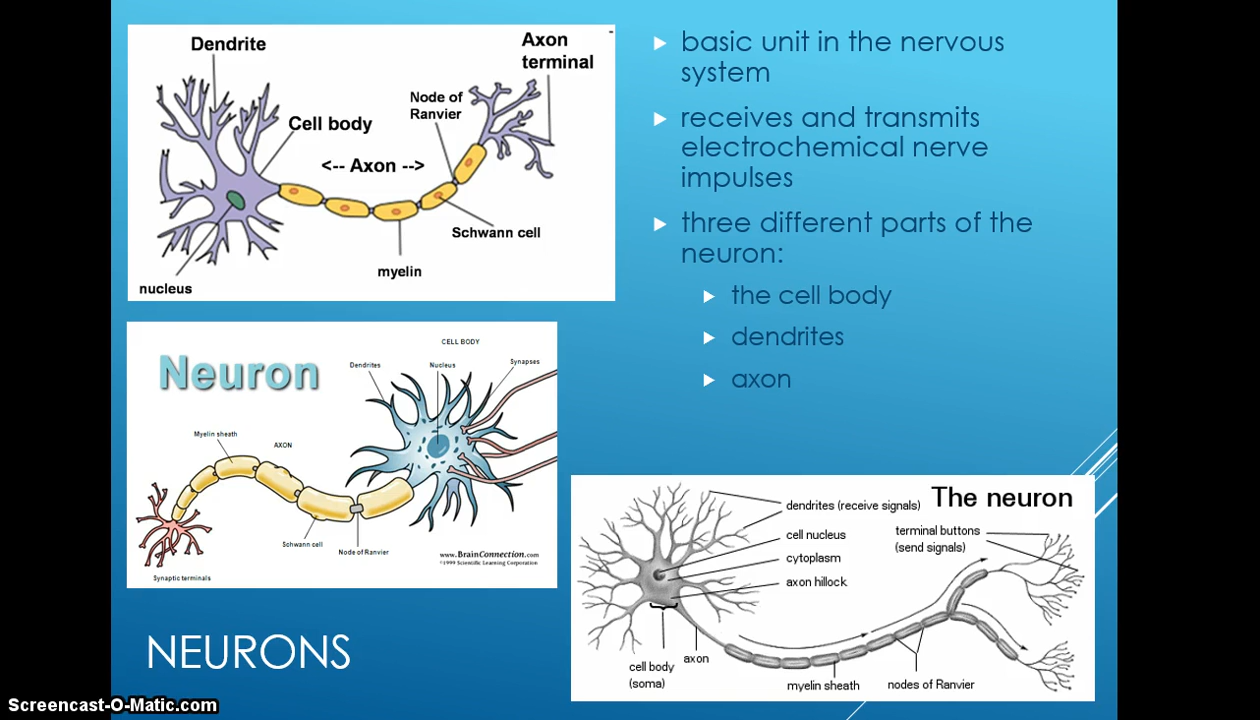 Dendrite
Axon
terminal
Node of
Ranvier
Cell body
<-- Axon -->
Schwann cell
myelin
nucleus
basic unit in the nervous
system
receives and transmits
electrochemical nerve
impulses
three different parts of the
neuron:
the cell body
dendrites
axon
Neuron
CELL BODY
Dendrites
Nucleus
Synapses
Myelin sheath
AXON
Schwann cell
Node of Ranvier
Synaptic terminals
www.BrainConnection.com
©1999 Scientific Learning Corporation
The neuron
dendrites (receive signals)
cell nucleus
cytoplasm
axon hillock
terminal buttons
(send signals)
cell body
(soma)
axon
myelin sheath
nodes of Ranvier
NEURONS
Screencast-O-Matic.com